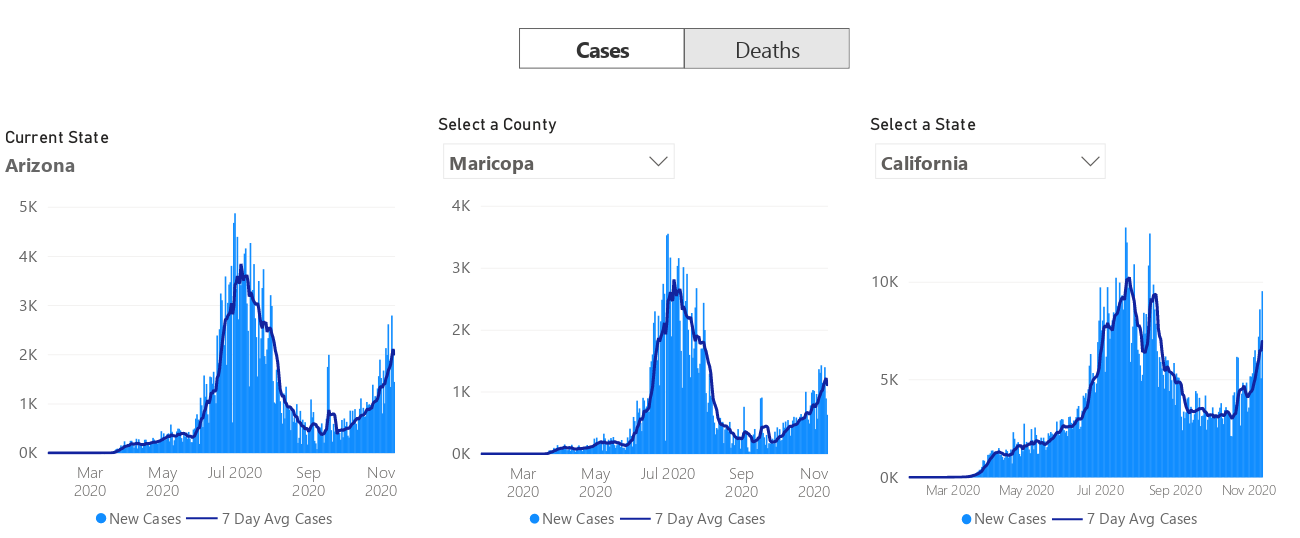 Cases Deaths
Current State
Arizona
5K
4K
3K
2K
1K
0K
Mar May Jul 2020 Sep Nov
2020 2020 2020 2020
New Cases 7 Day Avg Cases
Select a County
Maricopa
4K
3K
2K
1K
0K
Mar May Jul 2020 Sep Nov
2020 2020 2020 2020
New Cases 7 Day Avg Cases
Select a State
California
10K
5K
0K
Mar 2020 May 2020 Jul 2020 Sep 2020 Nov 2020
New Cases 7 Day Avg Cases